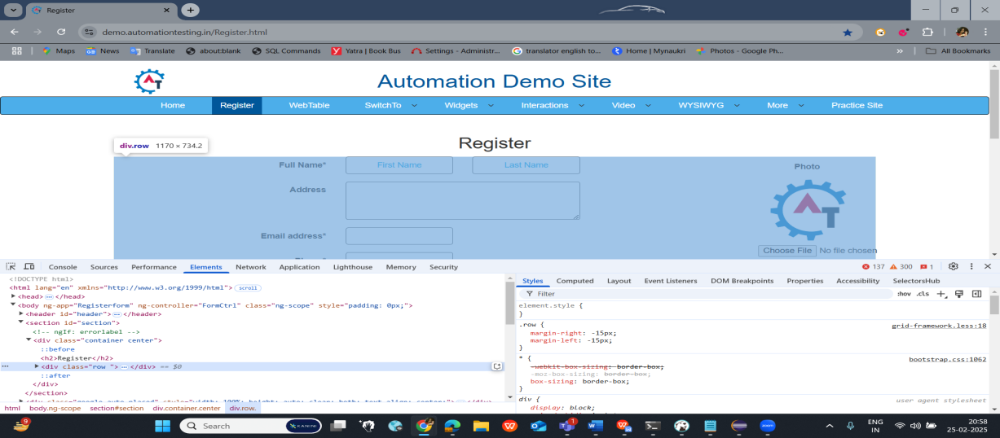 Register
demo.automationtesting.in/Register.html
Maps News Translate about:blank SQL Commands Yatra | Book Bus Settings - Administr... translator english to... Home | Mynaukri Photos - Google Ph... » All Bookmarks
AT
Automation Demo Site
Home Register WebTable SwitchTo Widgets Interactions Video WYSIWYG More Practice Site
div.row 1170 × 734.2
Register
Full Name* First Name Last Name
Photo
Address
AT
Email address*
Choose File No file chosen
Console Sources Performance Elements Network Application Lighthouse Memory Security 137 300 1
<!DOCTYPE html>
<html lang="en" xmlns="http://www.w3.org/1999/html"> scroll
<head> … </head>
<body ng-app="Registerform" ng-controller="FormCtrl" class="ng-scope" style="padding: 0px;">
<header id="header"> … </header>
<section id="section">
<!-- ngIf: errorlabel -->
<div class="container center">
::before
<h2>Register</h2>
<div class="row "> … </div> == $0
::after
</div>
</section>
html body.ng-scope section#section div.container.center div.row.
Styles Computed Layout Event Listeners DOM Breakpoints Properties Accessibility SelectorsHub
Filter :hov .cls
element.style {
}
.row { grid-framework.less:18
margin-right: -15px;
margin-left: -15px;
}
* { bootstrap.css:1062
-webkit-box-sizing: border-box;
-moz-box-sizing: border-box;
box-sizing: border-box;
}
div { user agent stylesheet
display: block;
9 Search KANINI 1 zoom ENG IN 20:58 25-02-2025